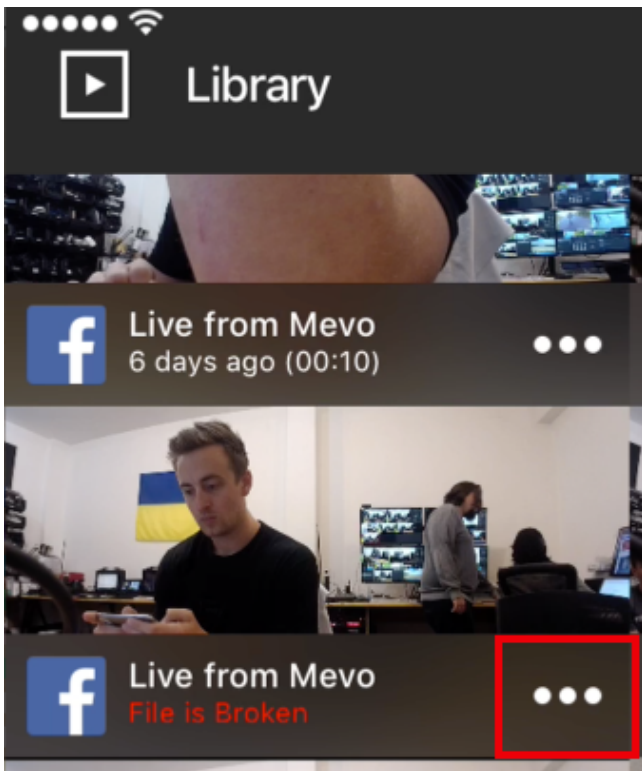 Library
Live from Mevo
6 days ago (00:10)
Live from Mevo
File is Broken